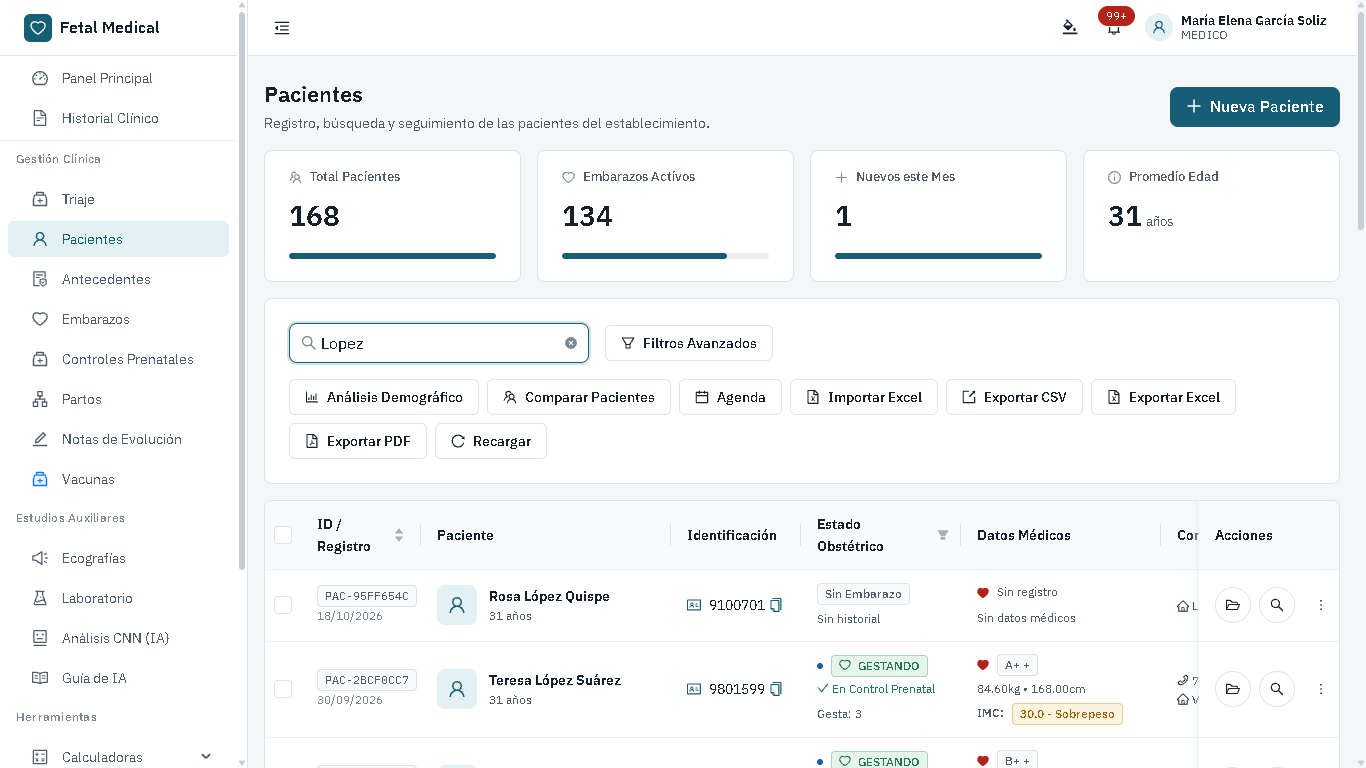 Fetal Medical
Panel Principal
Historial Clínico
Gestión Clínica
Triaje
Pacientes
Antecedentes
Embarazos
Controles Prenatales
Partos
Notas de Evolución
Vacunas
Estudios Auxiliares
Ecografías
Laboratorio
Análisis CNN (IA)
Guía de IA
Herramientas
Calculadoras
99+
María Elena García Soliz
MEDICO
Pacientes
Registro, búsqueda y seguimiento de las pacientes del establecimiento.
Nueva Paciente
Total Pacientes
168
Embarazos Activos
134
Nuevos este Mes
1
Promedio Edad
31 años
Lopez
Filtros Avanzados
Análisis Demográfico
Comparar Pacientes
Agenda
Importar Excel
Exportar CSV
Exportar Excel
Exportar PDF
Recargar
ID /
Registro
Paciente
Identificación
Estado
Obstétrico
Datos Médicos
Cor
Acciones
PAC-95FF654C
18/10/2026
Rosa López Quispe
31 años
9100701
Sin Embarazo
Sin historial
Sin registro
Sin datos médicos
L
PAC-2BCF0CC7
30/09/2026
Teresa López Suárez
31 años
9801599
GESTANDO
En Control Prenatal
Gesta: 3
A+ +
84.60kg • 168.00cm
IMC: 30.0 - Sobrepeso
7
V
GESTANDO
B+ +